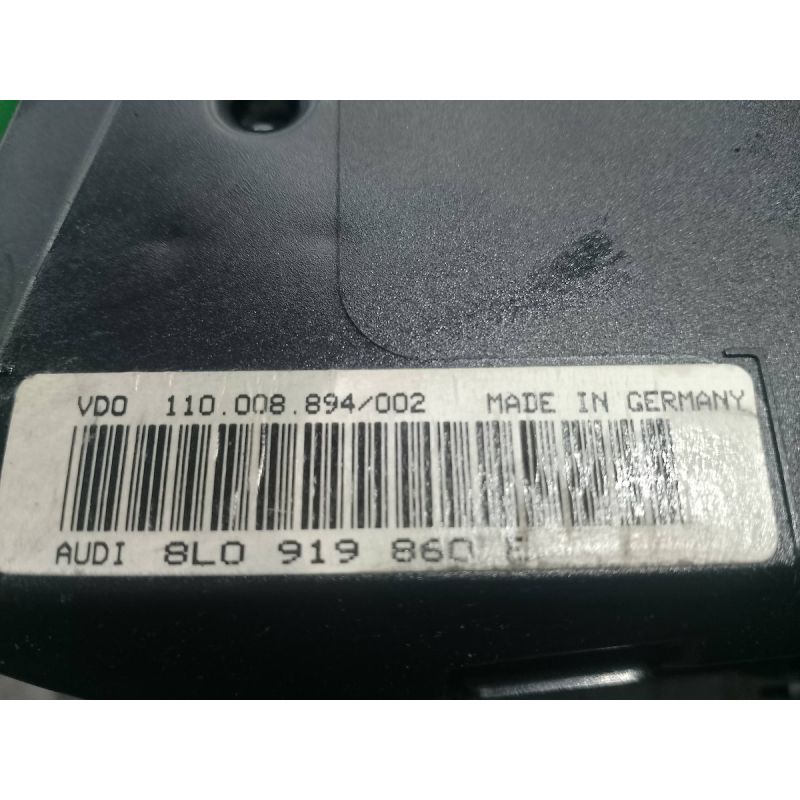 VDO 110.008.894/002 MADE IN GERMANY
AUDI 8L0 919 860